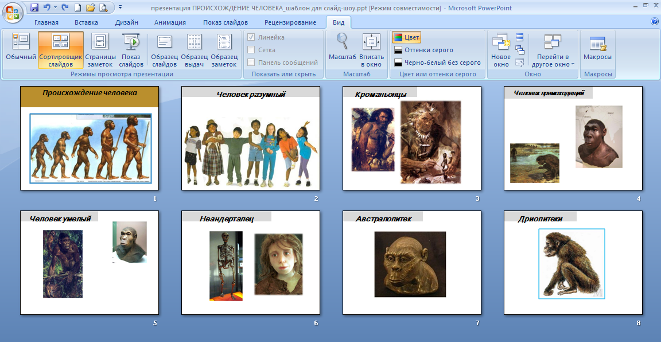 презентация ПРОИСХОЖДЕНИЕ ЧЕЛОВЕКА_шаблон для слайд-шоу.ppt [Режим совместимости] - Microsoft PowerPoint
Главная Вставка Дизайн Анимация Показ слайдов Рецензирование Вид
Обычный Сортировщик слайдов Страницы заметок Показ слайдов Образец слайдов Образец выдач Образец заметок
Режимы просмотра презентации
Линейка
Сетка
Панель сообщений
Показать или скрыть
Масштаб Вписать в окно
Масштаб
Цвет
Оттенки серого
Черно-белый без серого
Цвет или оттенки серого
Новое окно Перейти в другое окно
Окно
Макросы
Макросы
Происхождение человека
1
Человек разумный
2
Кроманьонцы
3
Человек прямоходящий
4
Человек умелый
5
Неандерталец
6
Австралопитек
7
Дриопитеки
8